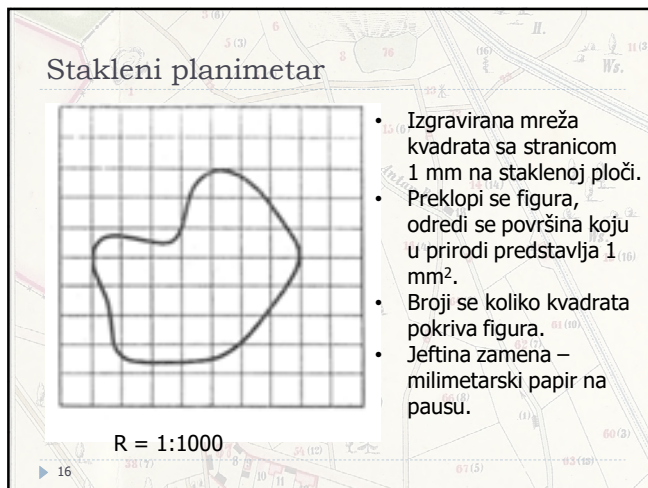 Stakleni planimetar
• Izgravirana mreža
kvadrata sa stranicom
1 mm na staklenoj ploči.
• Preklopi se figura,
odredi se površina koju
u prirodi predstavlja 1
mm².
• Broji se koliko kvadrata
pokriva figura.
• Jeftina zamena –
milimetarski papir na
pausu.
R = 1:1000
16